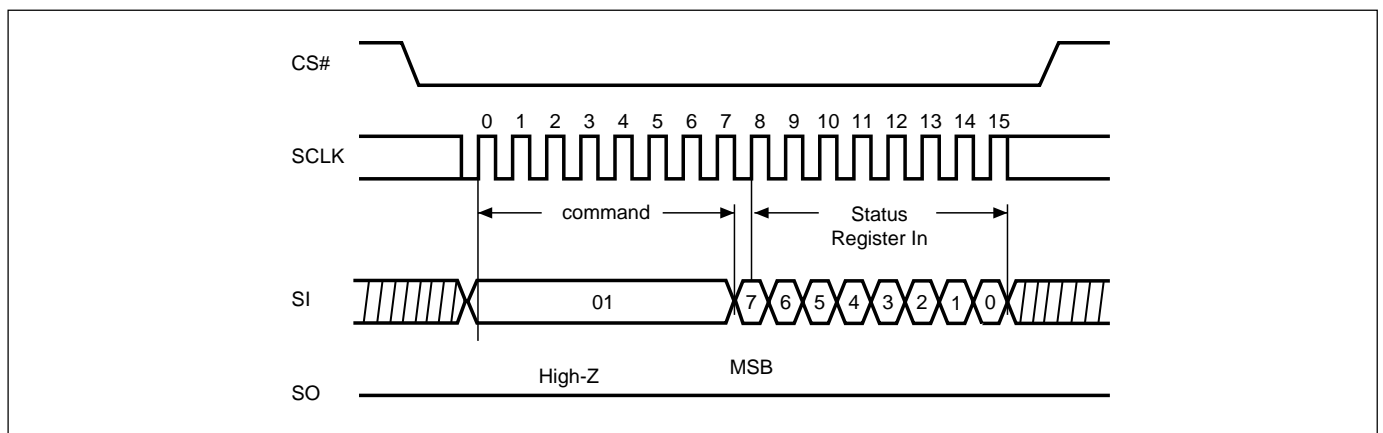 CS#
0 1 2 3 4 5 6 7 8 9 10 11 12 13 14 15
SCLK
command
Status
Register In
SI
01
7 6 5 4 3 2 1 0
MSB
High-Z
SO